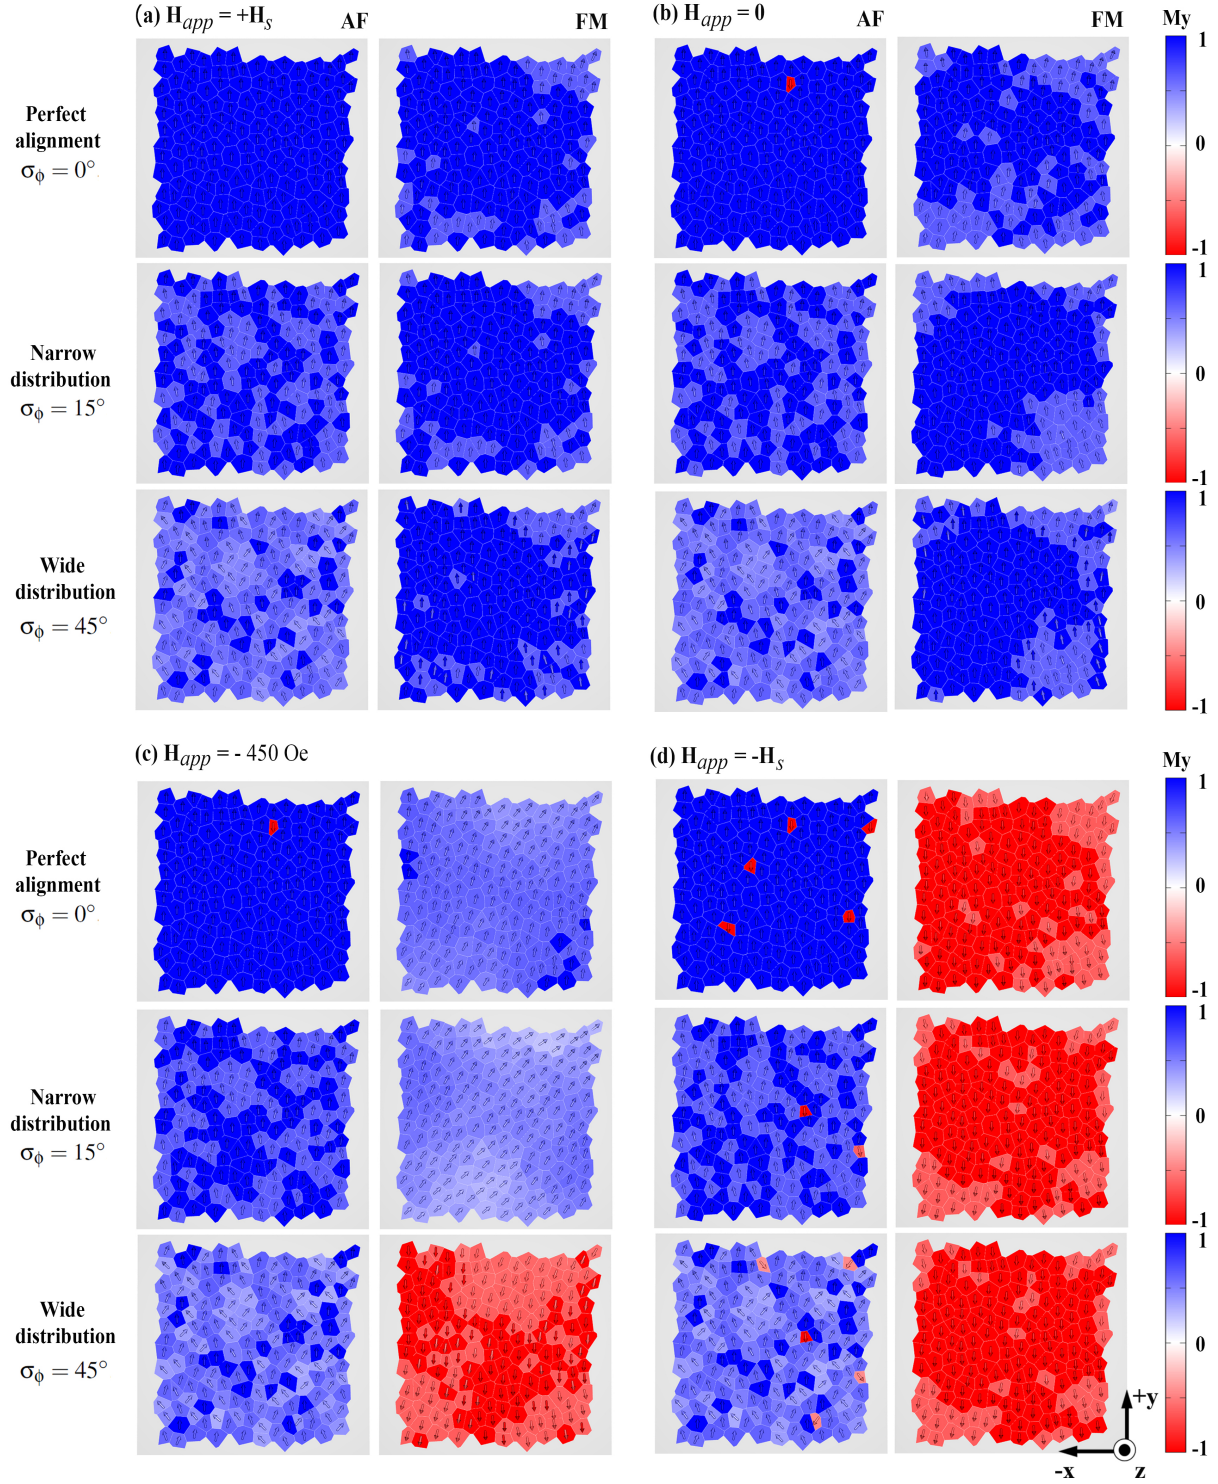 (a) H_app = +H_s AF FM
(b) H_app = 0 AF FM
My
1
0
-1
Perfect
alignment
σ_ϕ = 0°.
1
0
-1
Narrow
distribution
σ_ϕ = 15°
1
0
-1
Wide
distribution
σ_ϕ = 45°
(c) H_app = - 450 Oe
(d) H_app = -H_s
My
1
0
-1
Perfect
alignment
σ_ϕ = 0°.
1
0
-1
Narrow
distribution
σ_ϕ = 15°
1
0
-1
Wide
distribution
σ_ϕ = 45°
+y
-x
z